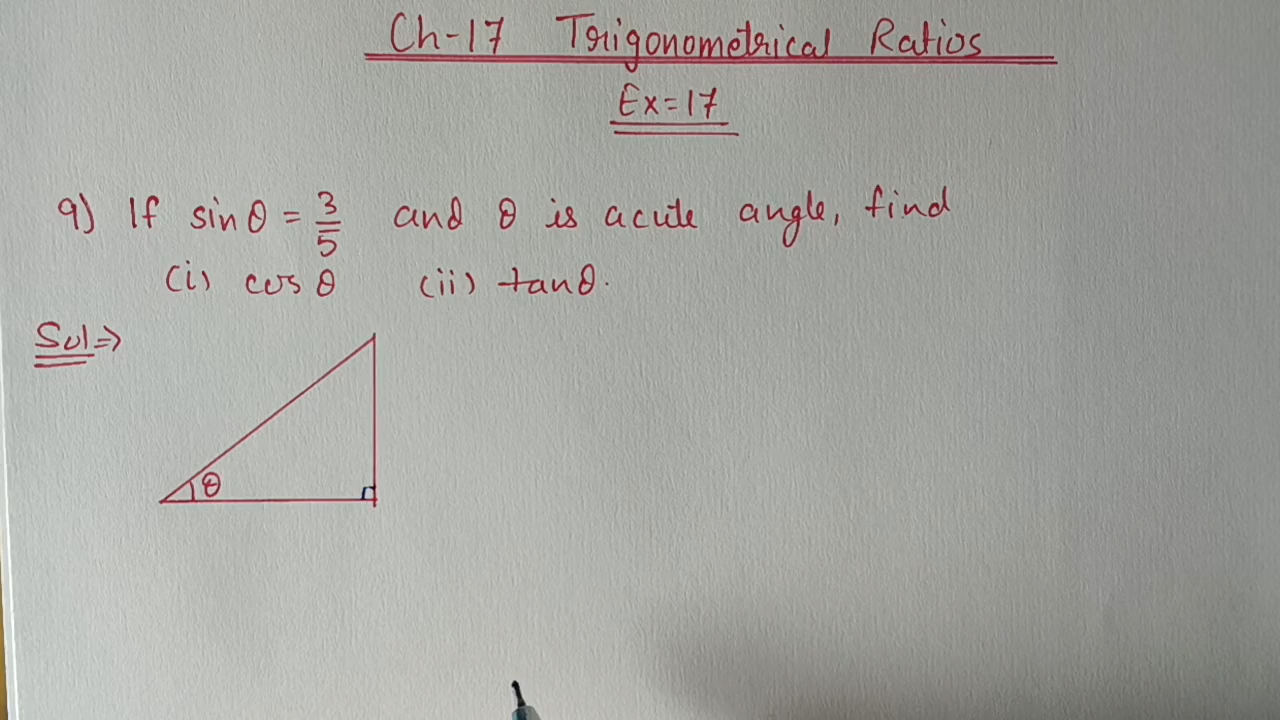 Ch-17 Trigonometrical Ratios
Ex=17
9) If sinθ = 3/5 and θ is acute angle, find
(i) cos θ (ii) tanθ.
Sol⇒
θ